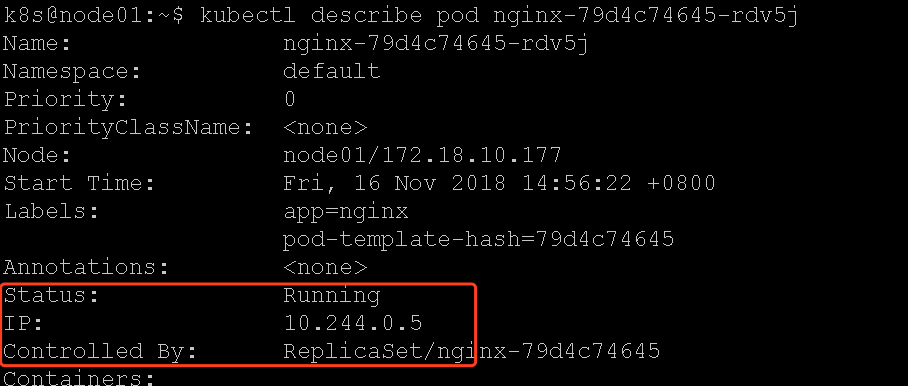 k8s@node01:~$ kubectl describe pod nginx-79d4c74645-rdv5j
Name: nginx-79d4c74645-rdv5j
Namespace: default
Priority: 0
PriorityClassName: <none>
Node: node01/172.18.10.177
Start Time: Fri, 16 Nov 2018 14:56:22 +0800
Labels: app=nginx
pod-template-hash=79d4c74645
Annotations: <none>
Status: Running
IP: 10.244.0.5
Controlled By: ReplicaSet/nginx-79d4c74645
Containers: